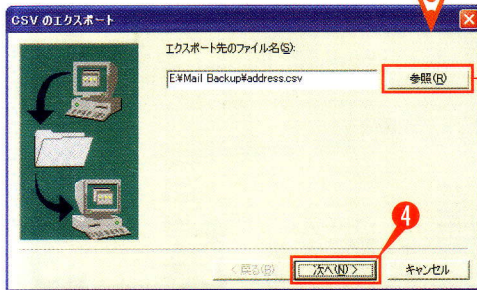 CSV のエクスポート
エクスポート先のファイル名(S):
E:¥Mail Backup¥address.csv
参照(R)
4
< 戻る(B)
次へ(N) >
キャンセル